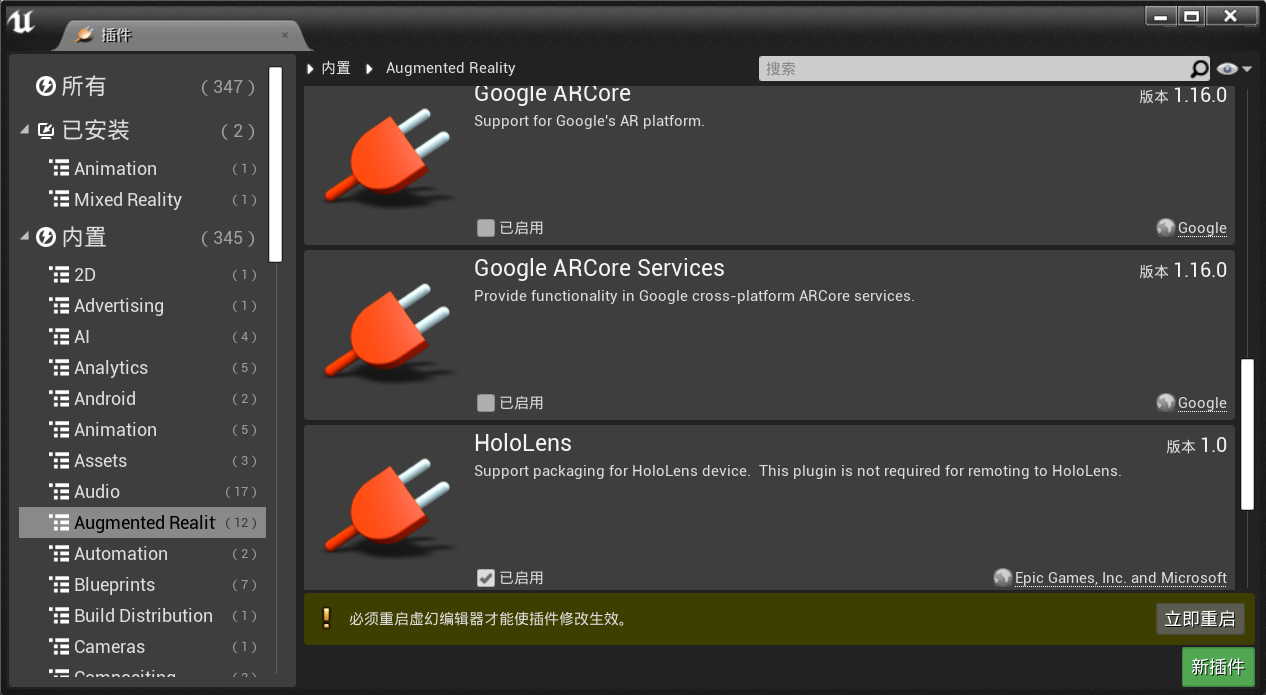 插件
所有 ( 347 )
已安装 ( 2 )
Animation ( 1 )
Mixed Reality ( 1 )
内置 ( 345 )
2D ( 1 )
Advertising ( 1 )
AI ( 4 )
Analytics ( 5 )
Android ( 2 )
Animation ( 5 )
Assets ( 3 )
Audio ( 17 )
Augmented Realit ( 12 )
Automation ( 2 )
Blueprints ( 7 )
Build Distribution ( 1 )
Cameras ( 1 )
内置 Augmented Reality
搜索
Google ARCore 版本 1.16.0
Support for Google's AR platform.
已启用 Google
Google ARCore Services 版本 1.16.0
Provide functionality in Google cross-platform ARCore services.
已启用 Google
HoloLens 版本 1.0
Support packaging for HoloLens device.  This plugin is not required for remoting to HoloLens.
已启用 Epic Games, Inc. and Microsoft
必须重启虚幻编辑器才能使插件修改生效。 立即重启
新插件